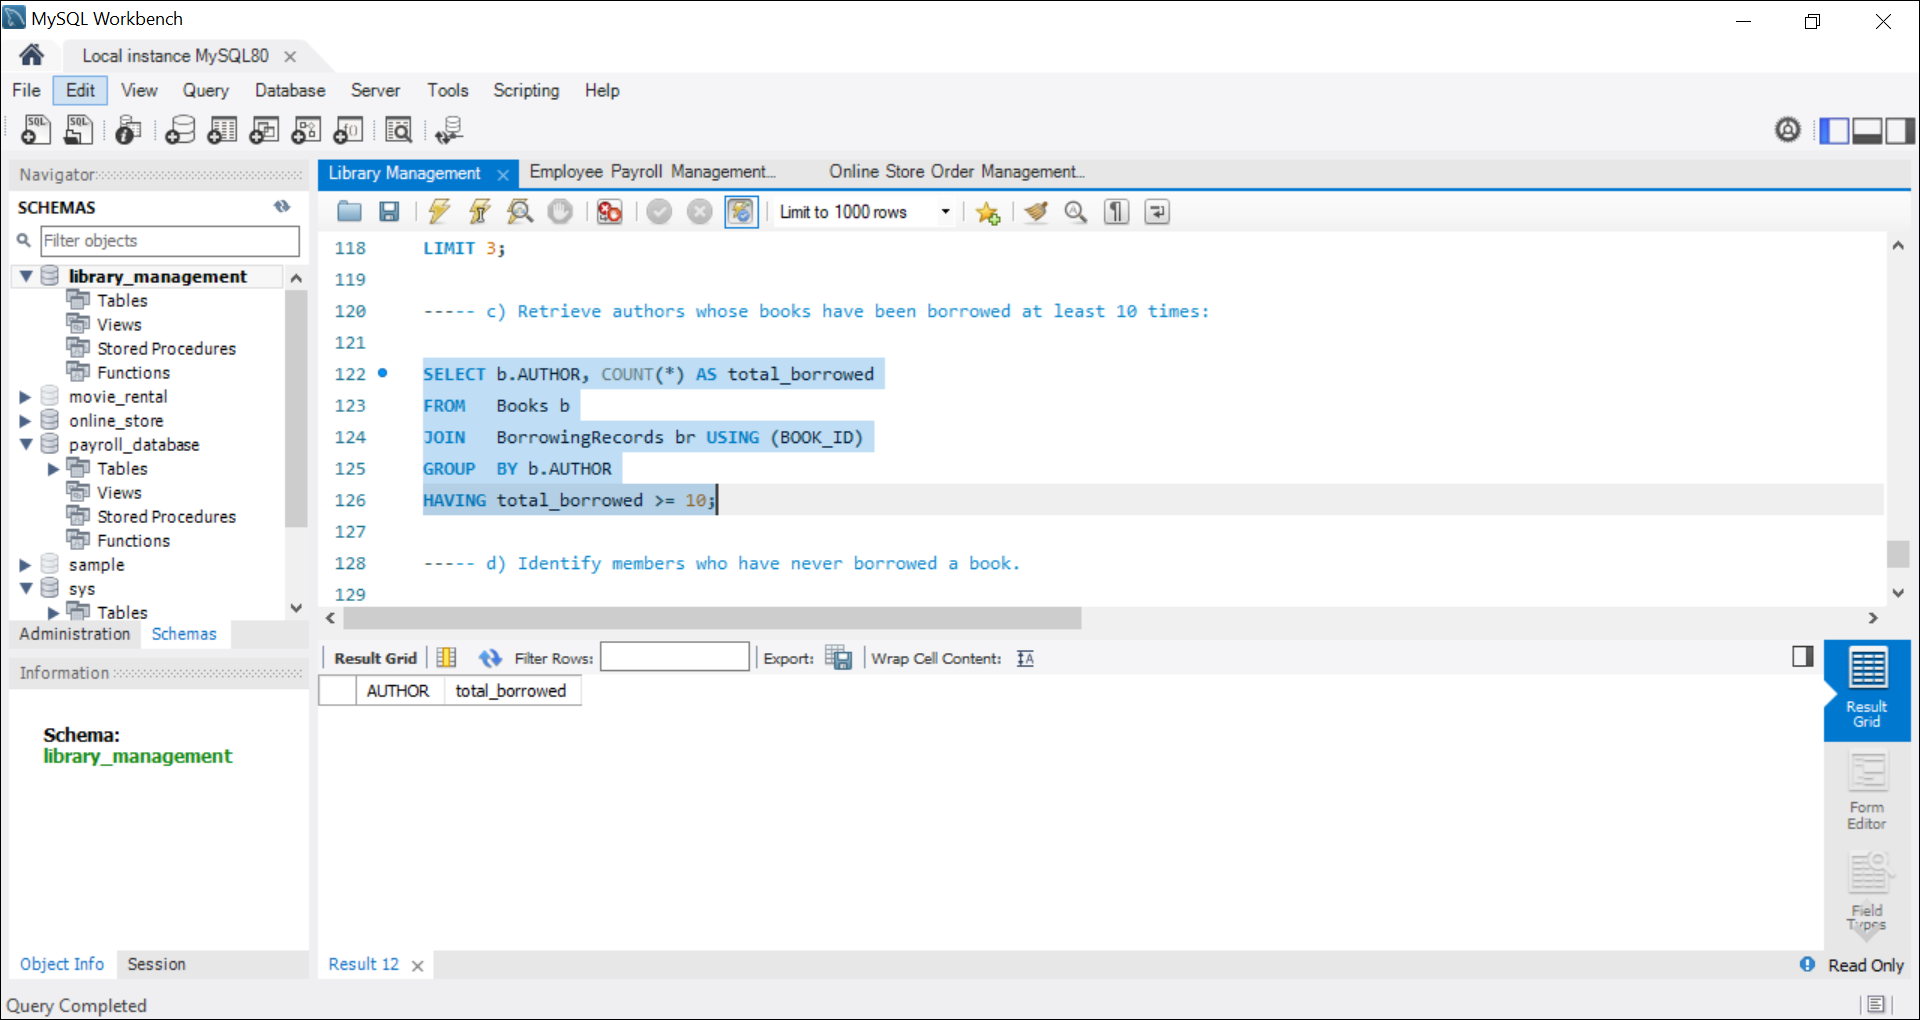 MySQL Workbench
Local instance MySQL80
File Edit View Query Database Server Tools Scripting Help
Navigator
SCHEMAS
Filter objects
library_management
Tables
Views
Stored Procedures
Functions
movie_rental
online_store
payroll_database
Tables
Views
Stored Procedures
Functions
sample
sys
Tables
Administration Schemas
Information
Schema:
library_management
Object Info Session
Query Completed
Library Management Employee Payroll Management... Online Store Order Management...
Limit to 1000 rows
118 LIMIT 3;
119
120 ----- c) Retrieve authors whose books have been borrowed at least 10 times:
121
122 SELECT b.AUTHOR, COUNT(*) AS total_borrowed
123 FROM Books b
124 JOIN BorrowingRecords br USING (BOOK_ID)
125 GROUP BY b.AUTHOR
126 HAVING total_borrowed >= 10;
127
128 ----- d) Identify members who have never borrowed a book.
129
Result Grid Filter Rows: Export: Wrap Cell Content:
AUTHOR total_borrowed
Result
Grid
Form
Editor
Field
Types
Result 12
Read Only